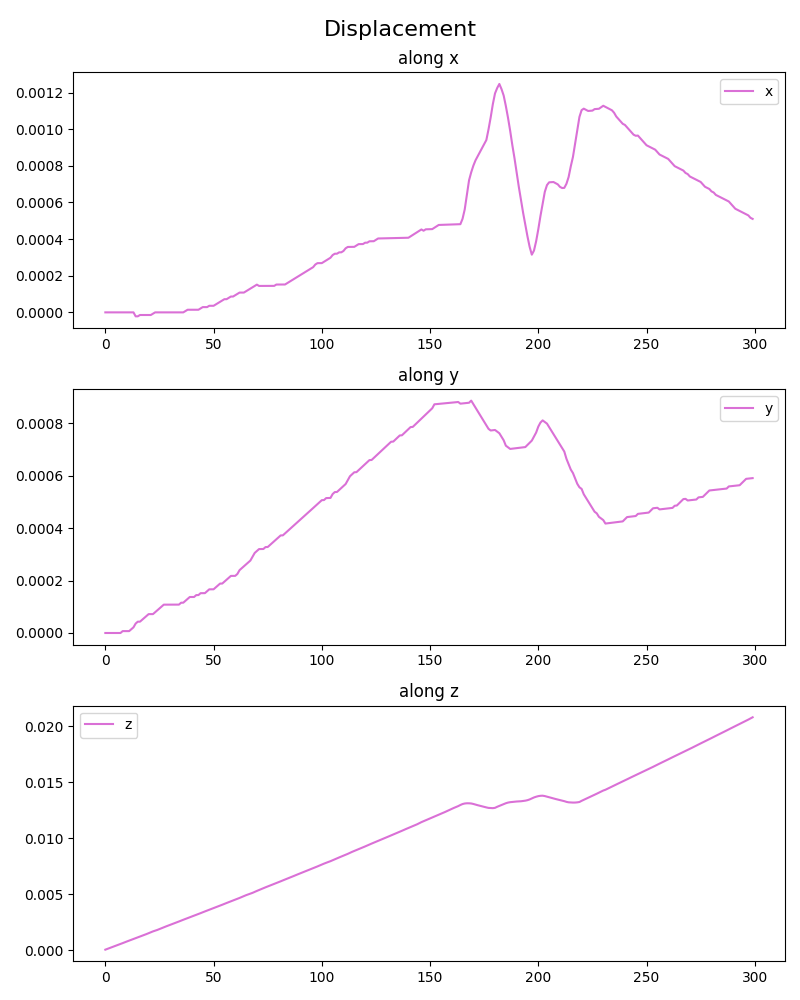 Displacement
along x
x
0.0012
0.0010
0.0008
0.0006
0.0004
0.0002
0.0000
0 50 100 150 200 250 300
along y
y
0.0008
0.0006
0.0004
0.0002
0.0000
0 50 100 150 200 250 300
along z
z
0.020
0.015
0.010
0.005
0.000
0 50 100 150 200 250 300